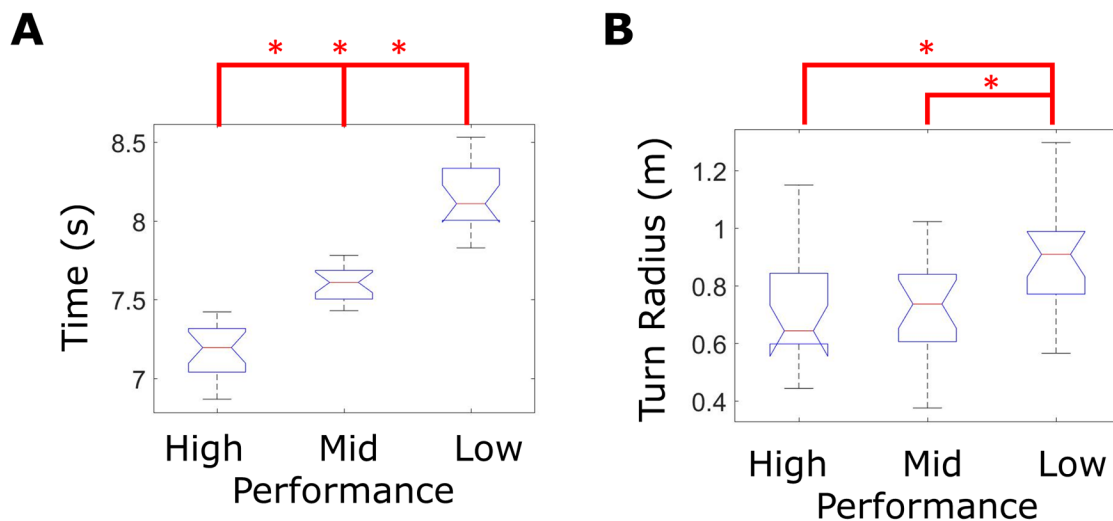 A
* * *
Time (s)
8.5
8
7.5
7
High Mid Low
Performance
B
*
*
Turn Radius (m)
1.2
1
0.8
0.6
0.4
High Mid Low
Performance